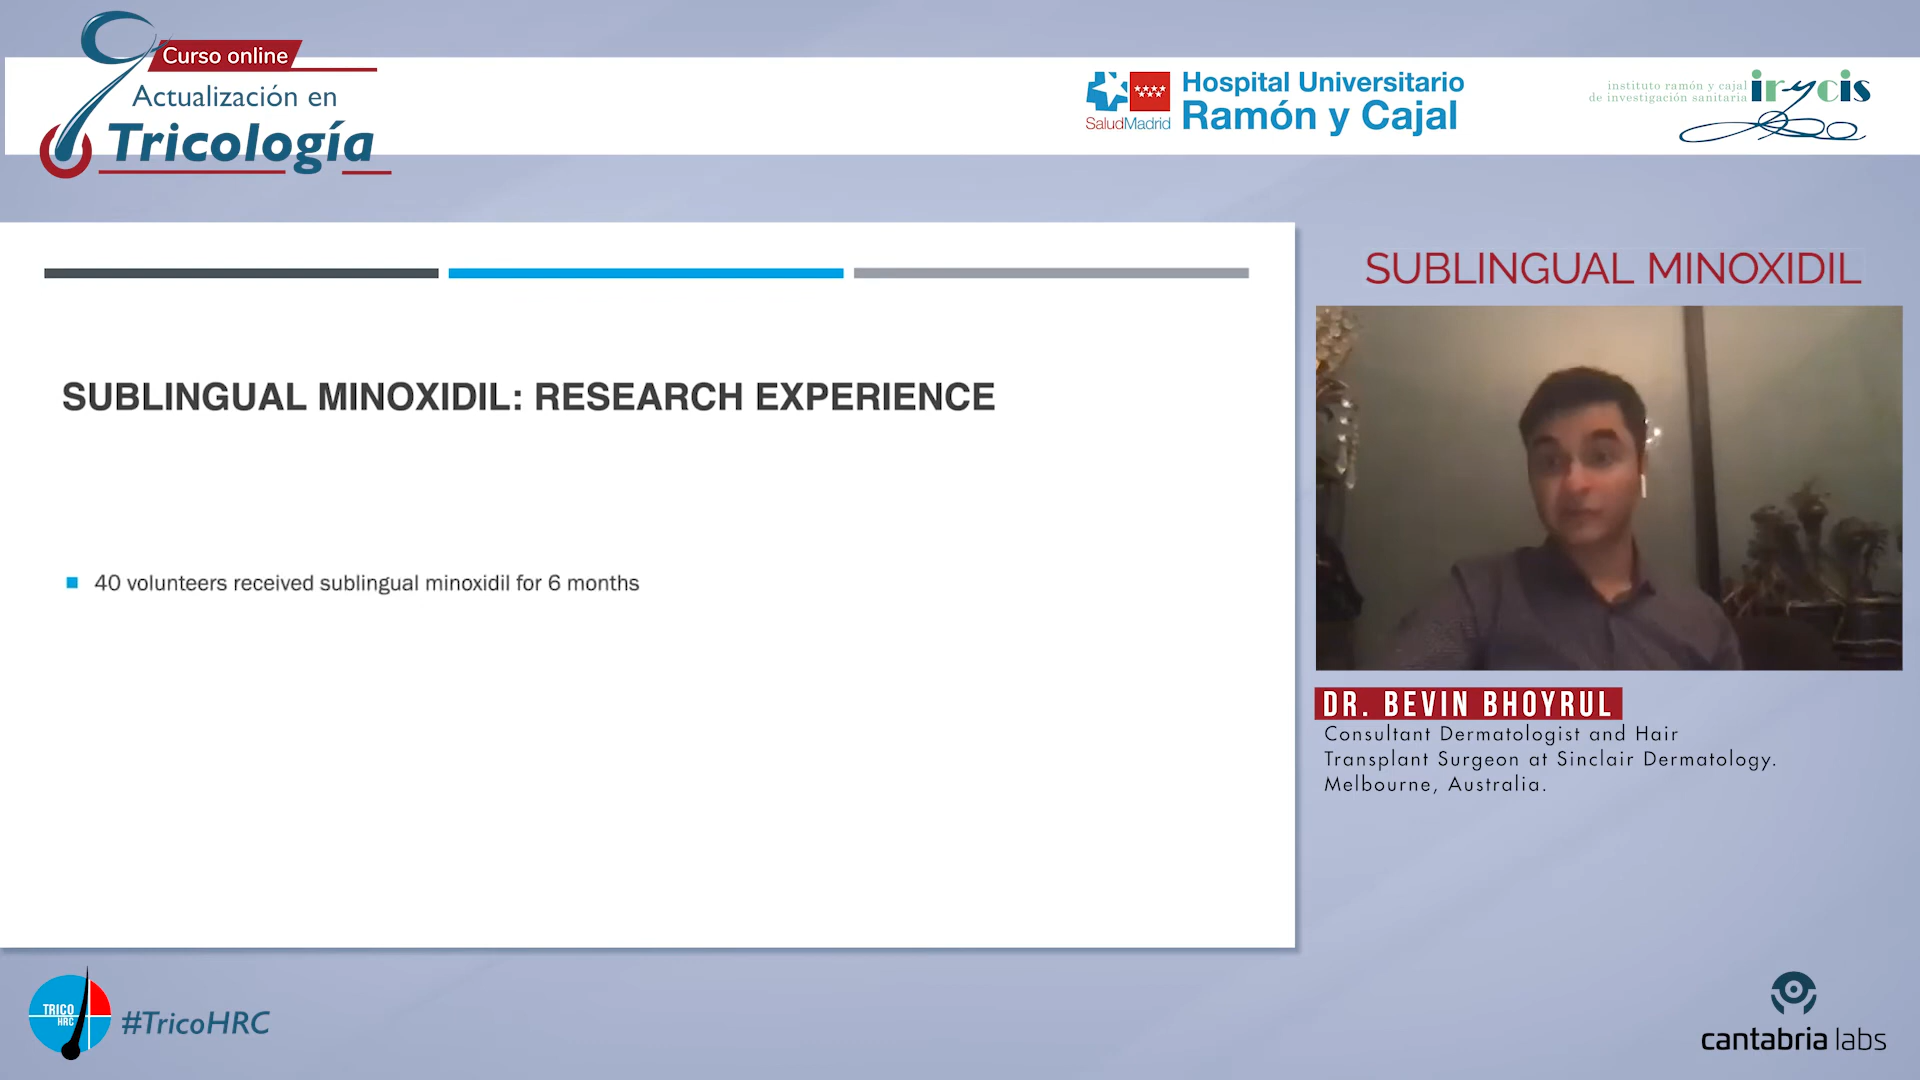 Curso online
Actualización en
Tricología
SaludMadrid
Hospital Universitario
Ramón y Cajal
instituto ramón y cajal
de investigación sanitaria
irycis
SUBLINGUAL MINOXIDIL: RESEARCH EXPERIENCE
40 volunteers received sublingual minoxidil for 6 months
SUBLINGUAL MINOXIDIL
DR. BEVIN BHOYRUL
Consultant Dermatologist and Hair
Transplant Surgeon at Sinclair Dermatology.
Melbourne, Australia.
TRICO
HRC
#TricoHRC
cantabria labs